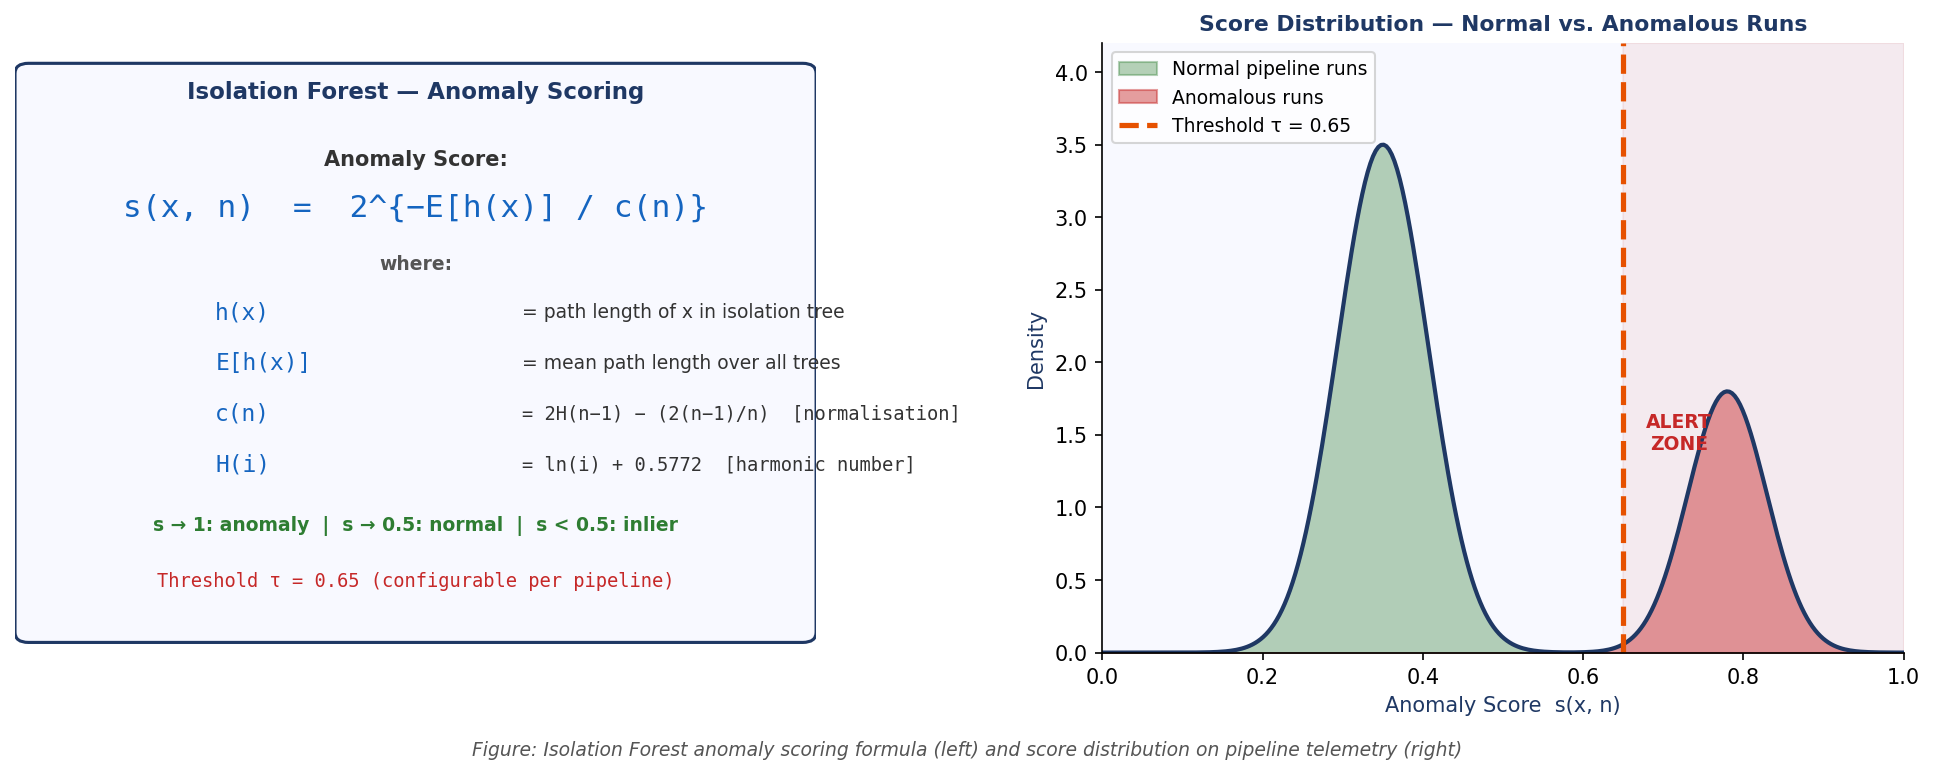 Isolation Forest — Anomaly Scoring
Anomaly Score:
s(x, n)  =  2^{−E[h(x)] / c(n)}
where:
h(x) = path length of x in isolation tree
E[h(x)] = mean path length over all trees
c(n) = 2H(n−1) − (2(n−1)/n)  [normalisation]
H(i) = ln(i) + 0.5772  [harmonic number]
s → 1: anomaly  |  s → 0.5: normal  |  s < 0.5: inlier
Threshold τ = 0.65 (configurable per pipeline)
Score Distribution — Normal vs. Anomalous Runs
Normal pipeline runs
Anomalous runs
Threshold τ = 0.65
4.0
3.5
3.0
2.5
2.0
1.5
1.0
0.5
0.0
Density
ALERT
ZONE
0.0 0.2 0.4 0.6 0.8 1.0
Anomaly Score  s(x, n)
Figure: Isolation Forest anomaly scoring formula (left) and score distribution on pipeline telemetry (right)